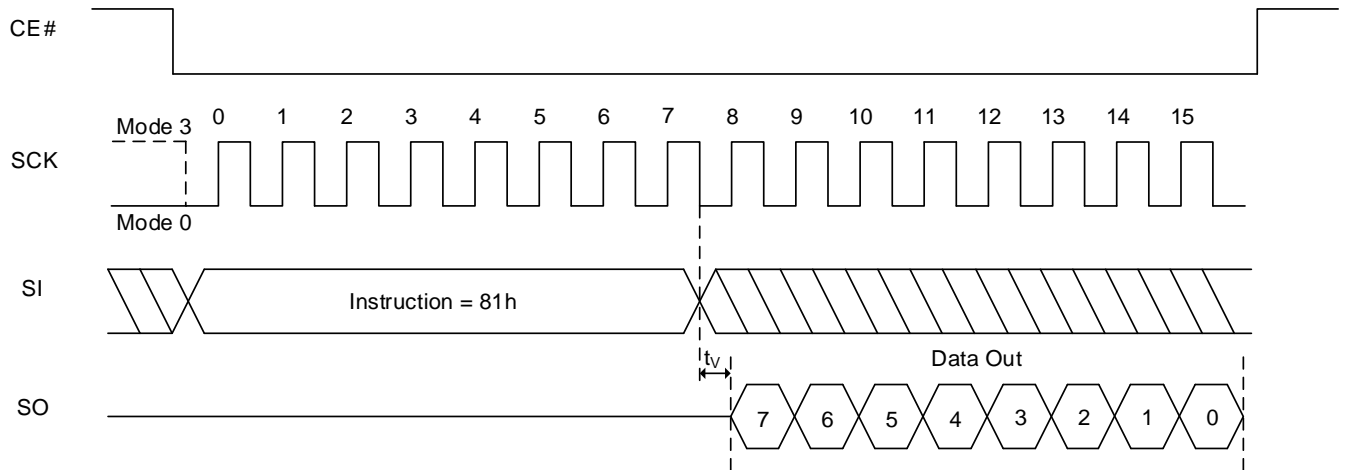 CE#
Mode 3 0 1 2 3 4 5 6 7 8 9 10 11 12 13 14 15
SCK
Mode 0
SI Instruction = 81h
tV Data Out
SO 7 6 5 4 3 2 1 0